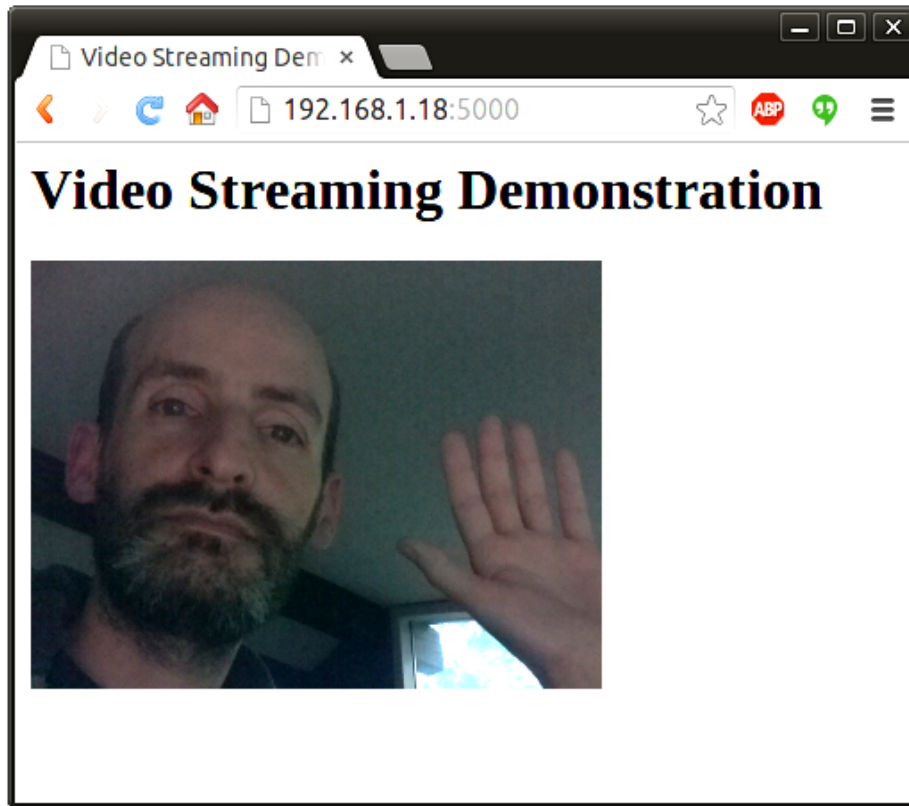 Video Streaming Dem
192.168.1.18:5000
ABP
Video Streaming Demonstration